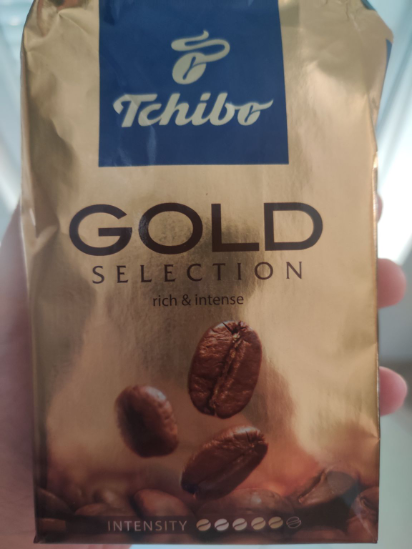 Tchibo
GOLD
SELECTION
rich & intense
INTENSITY